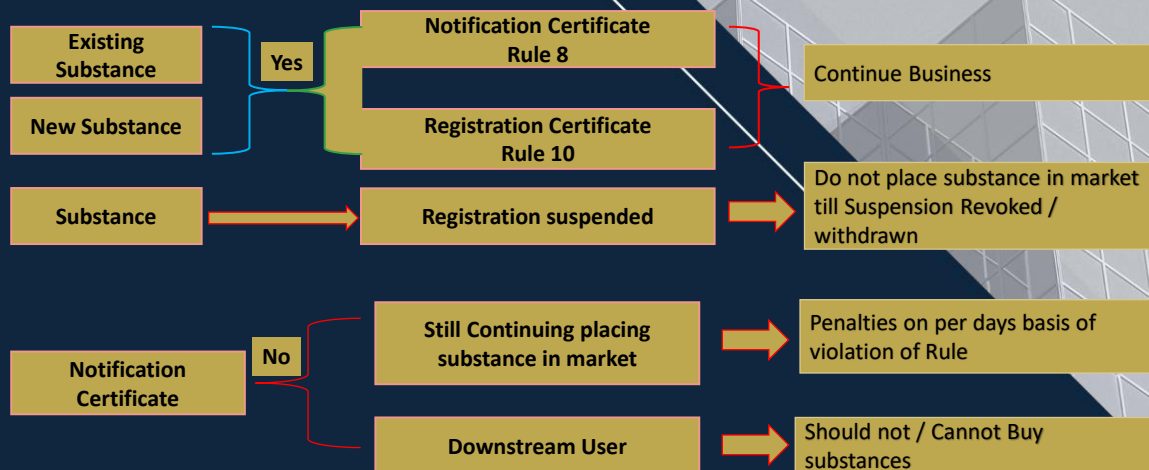 Existing
Substance
Yes
Notification Certificate
Rule 8
Continue Business
New Substance
Registration Certificate
Rule 10
Substance
Registration suspended
Do not place substance in market
till Suspension Revoked /
withdrawn
Notification
Certificate
No
Still Continuing placing
substance in market
Penalties on per days basis of
violation of Rule
Downstream User
Should not / Cannot Buy
substances